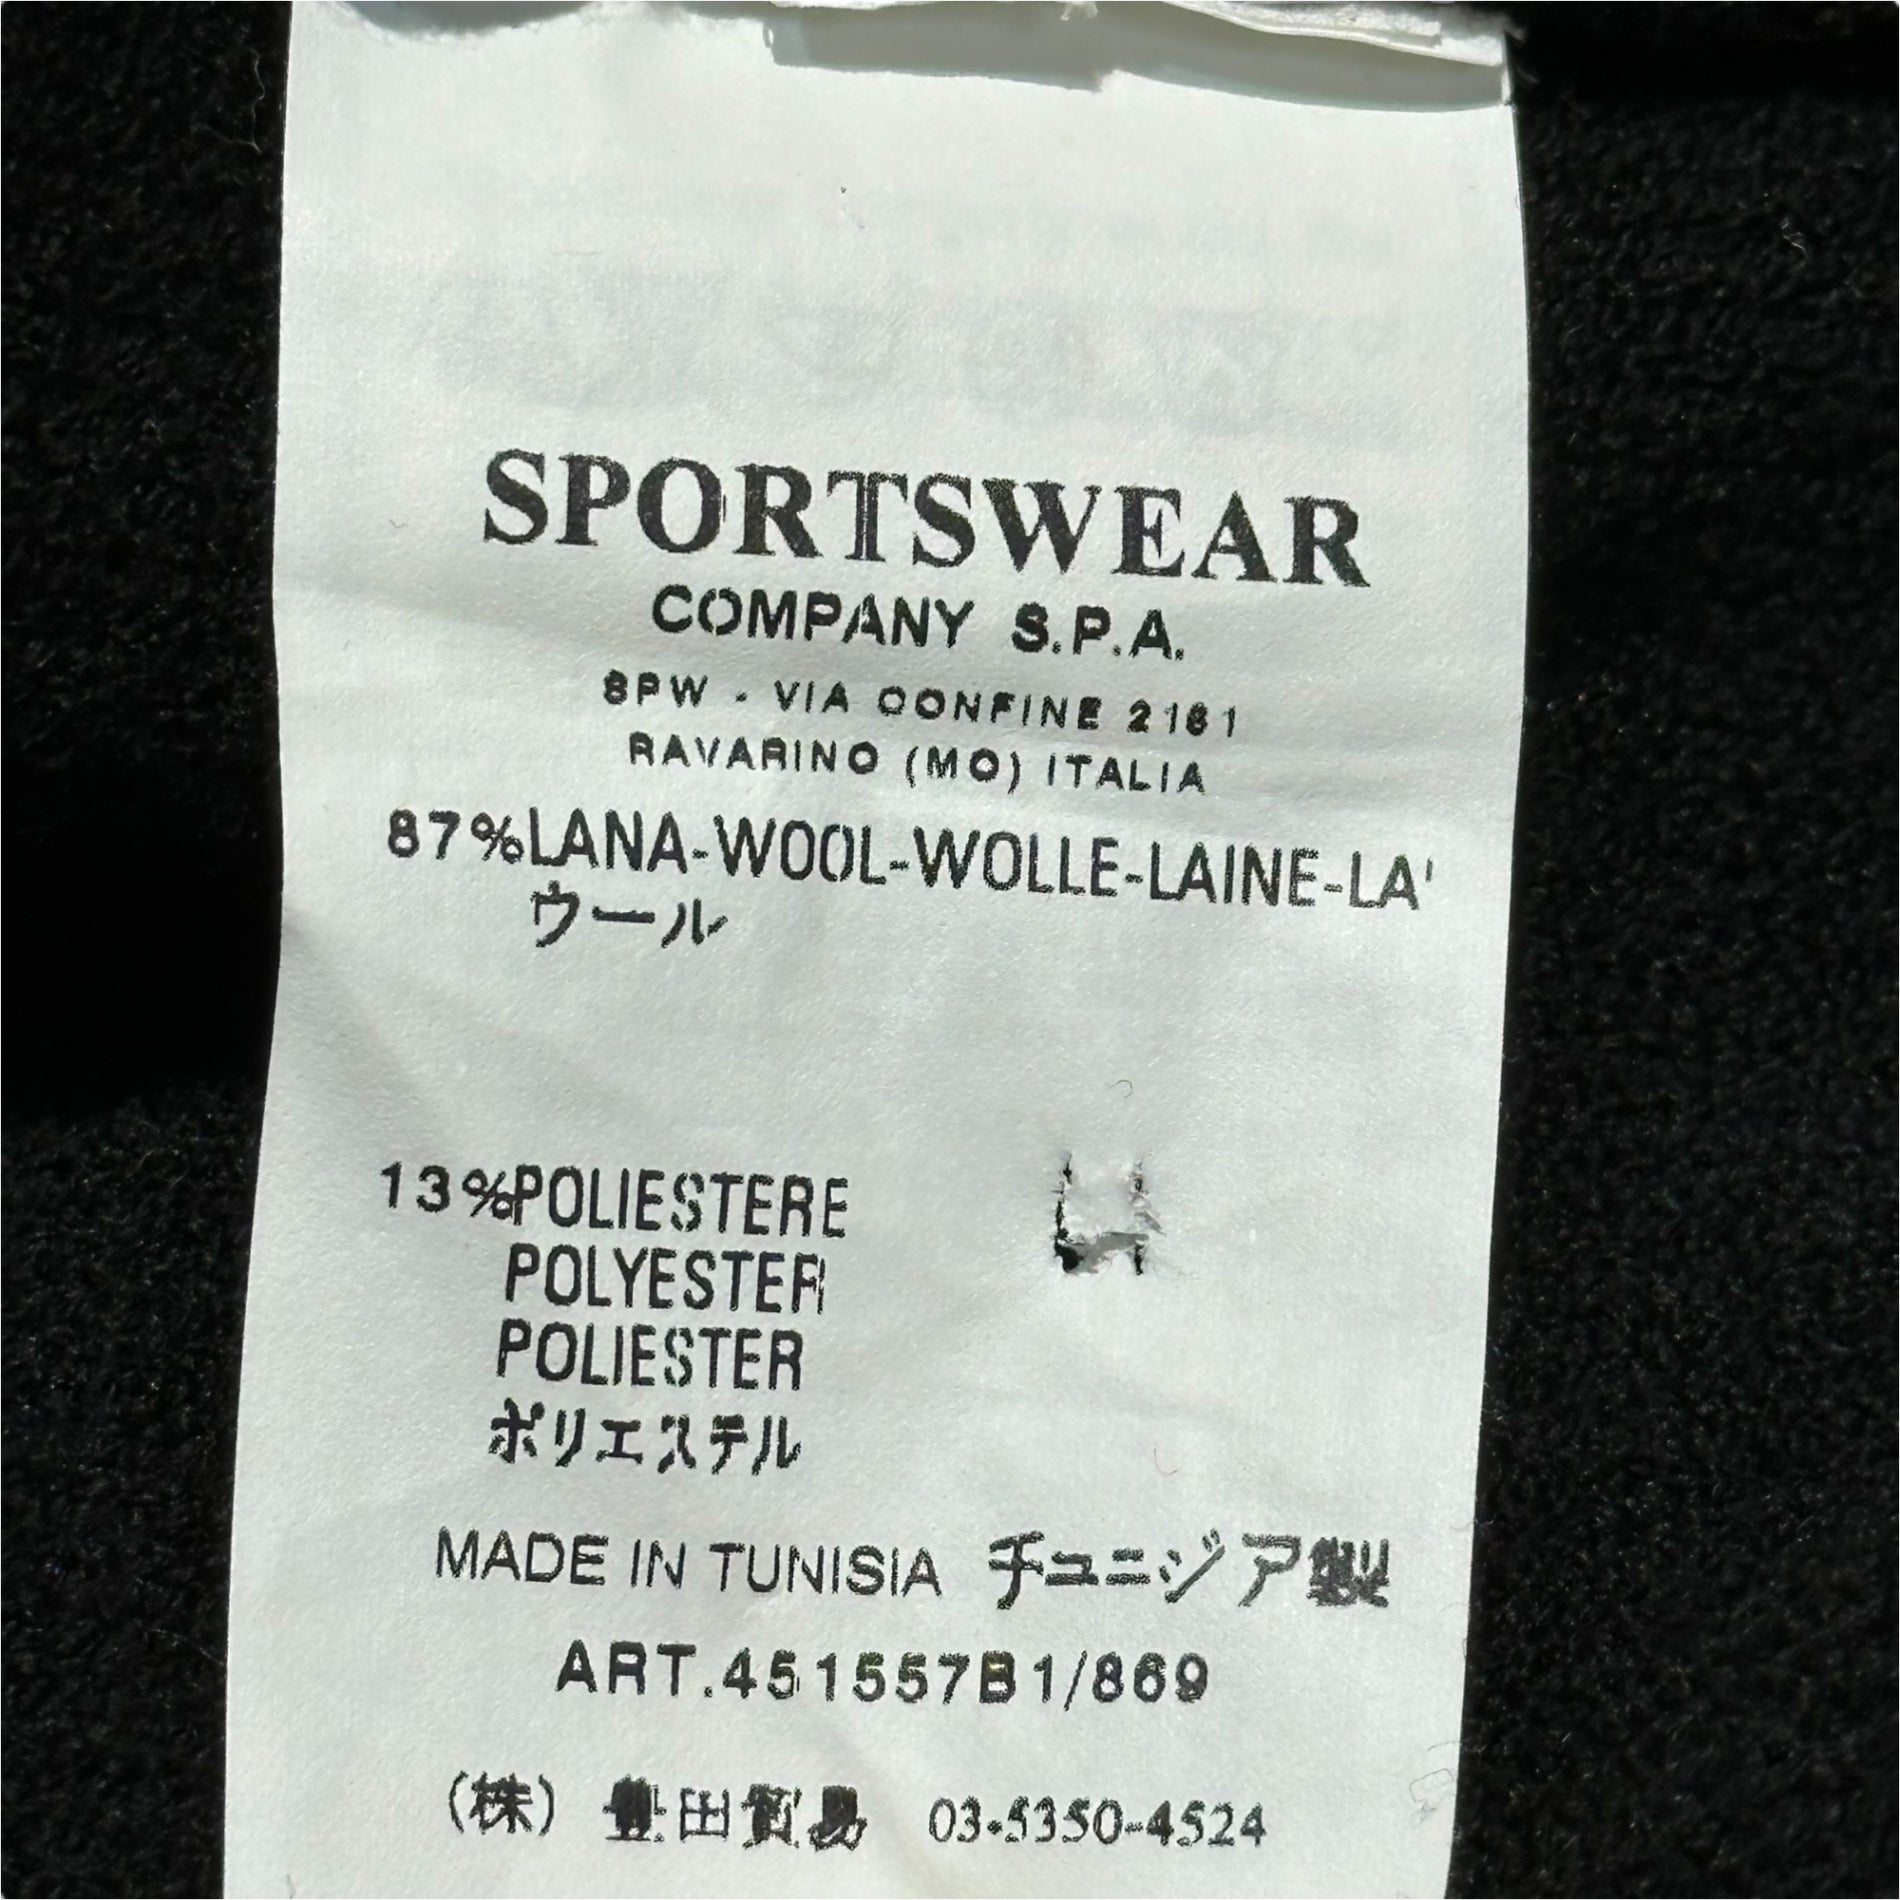 SPORTSWEAR
COMPANY S.P.A.
SPW - VIA CONFINE 2161
RAVARINO (MO) ITALIA
87%LANA-WOOL-WOLLE-LAINE-LA'
ウール
13%POLIESTERE
POLYESTER
POLIESTER
ポリエステル
MADE IN TUNISIA チュニジア製
ART.451557B1/869
(株) 豊田貿易 03-5350-4524